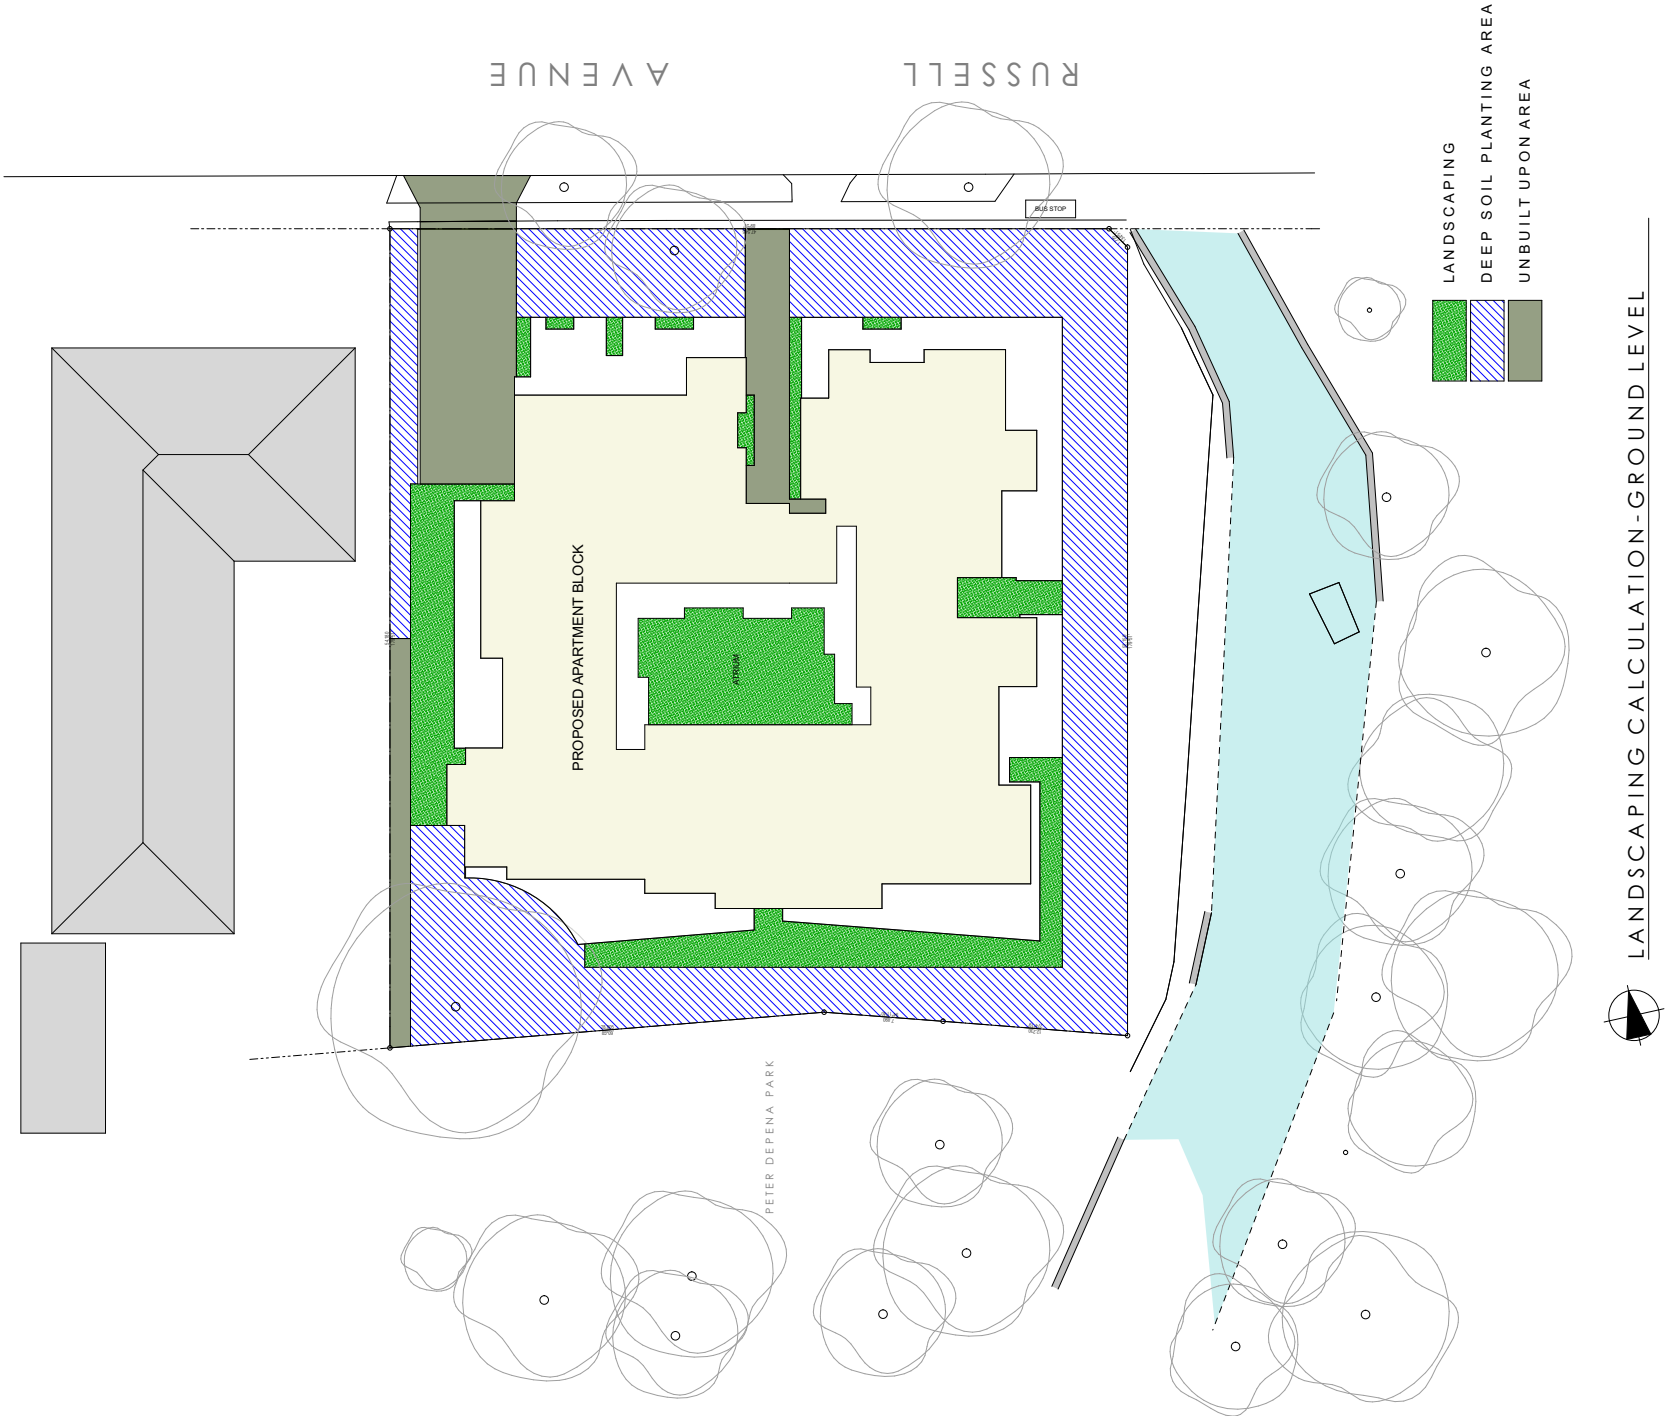 RUSSELL AVENUE
BUS STOP
LANDSCAPING
DEEP SOIL PLANTING AREA
UNBUILT UPON AREA
PROPOSED APARTMENT BLOCK
ATRIUM
PETER DEPENA PARK
LANDSCAPING CALCULATION-GROUND LEVEL